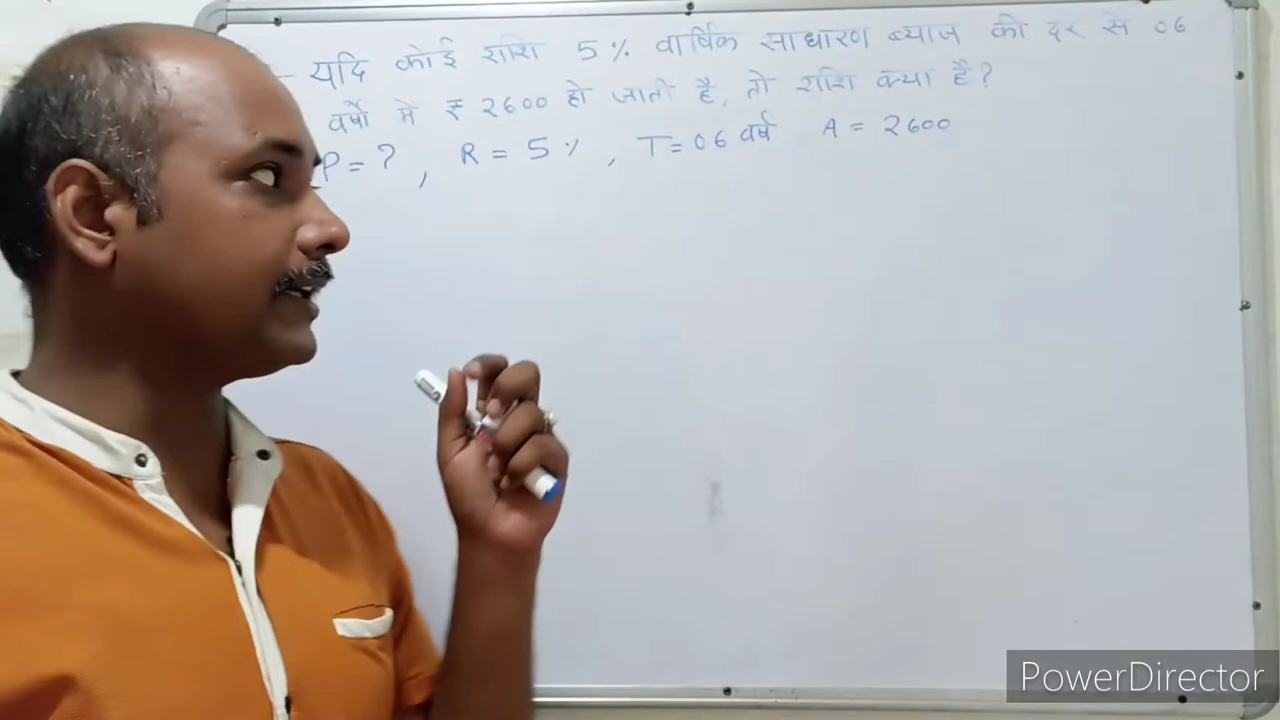 – यदि कोई राशि 5% वार्षिक साधारण ब्याज की दर से 06
वर्षो मे ₹ 2600 हो जाती है, तो राशि क्या है?
P = ? , R = 5% , T = 06 वर्ष A = 2600
PowerDirector